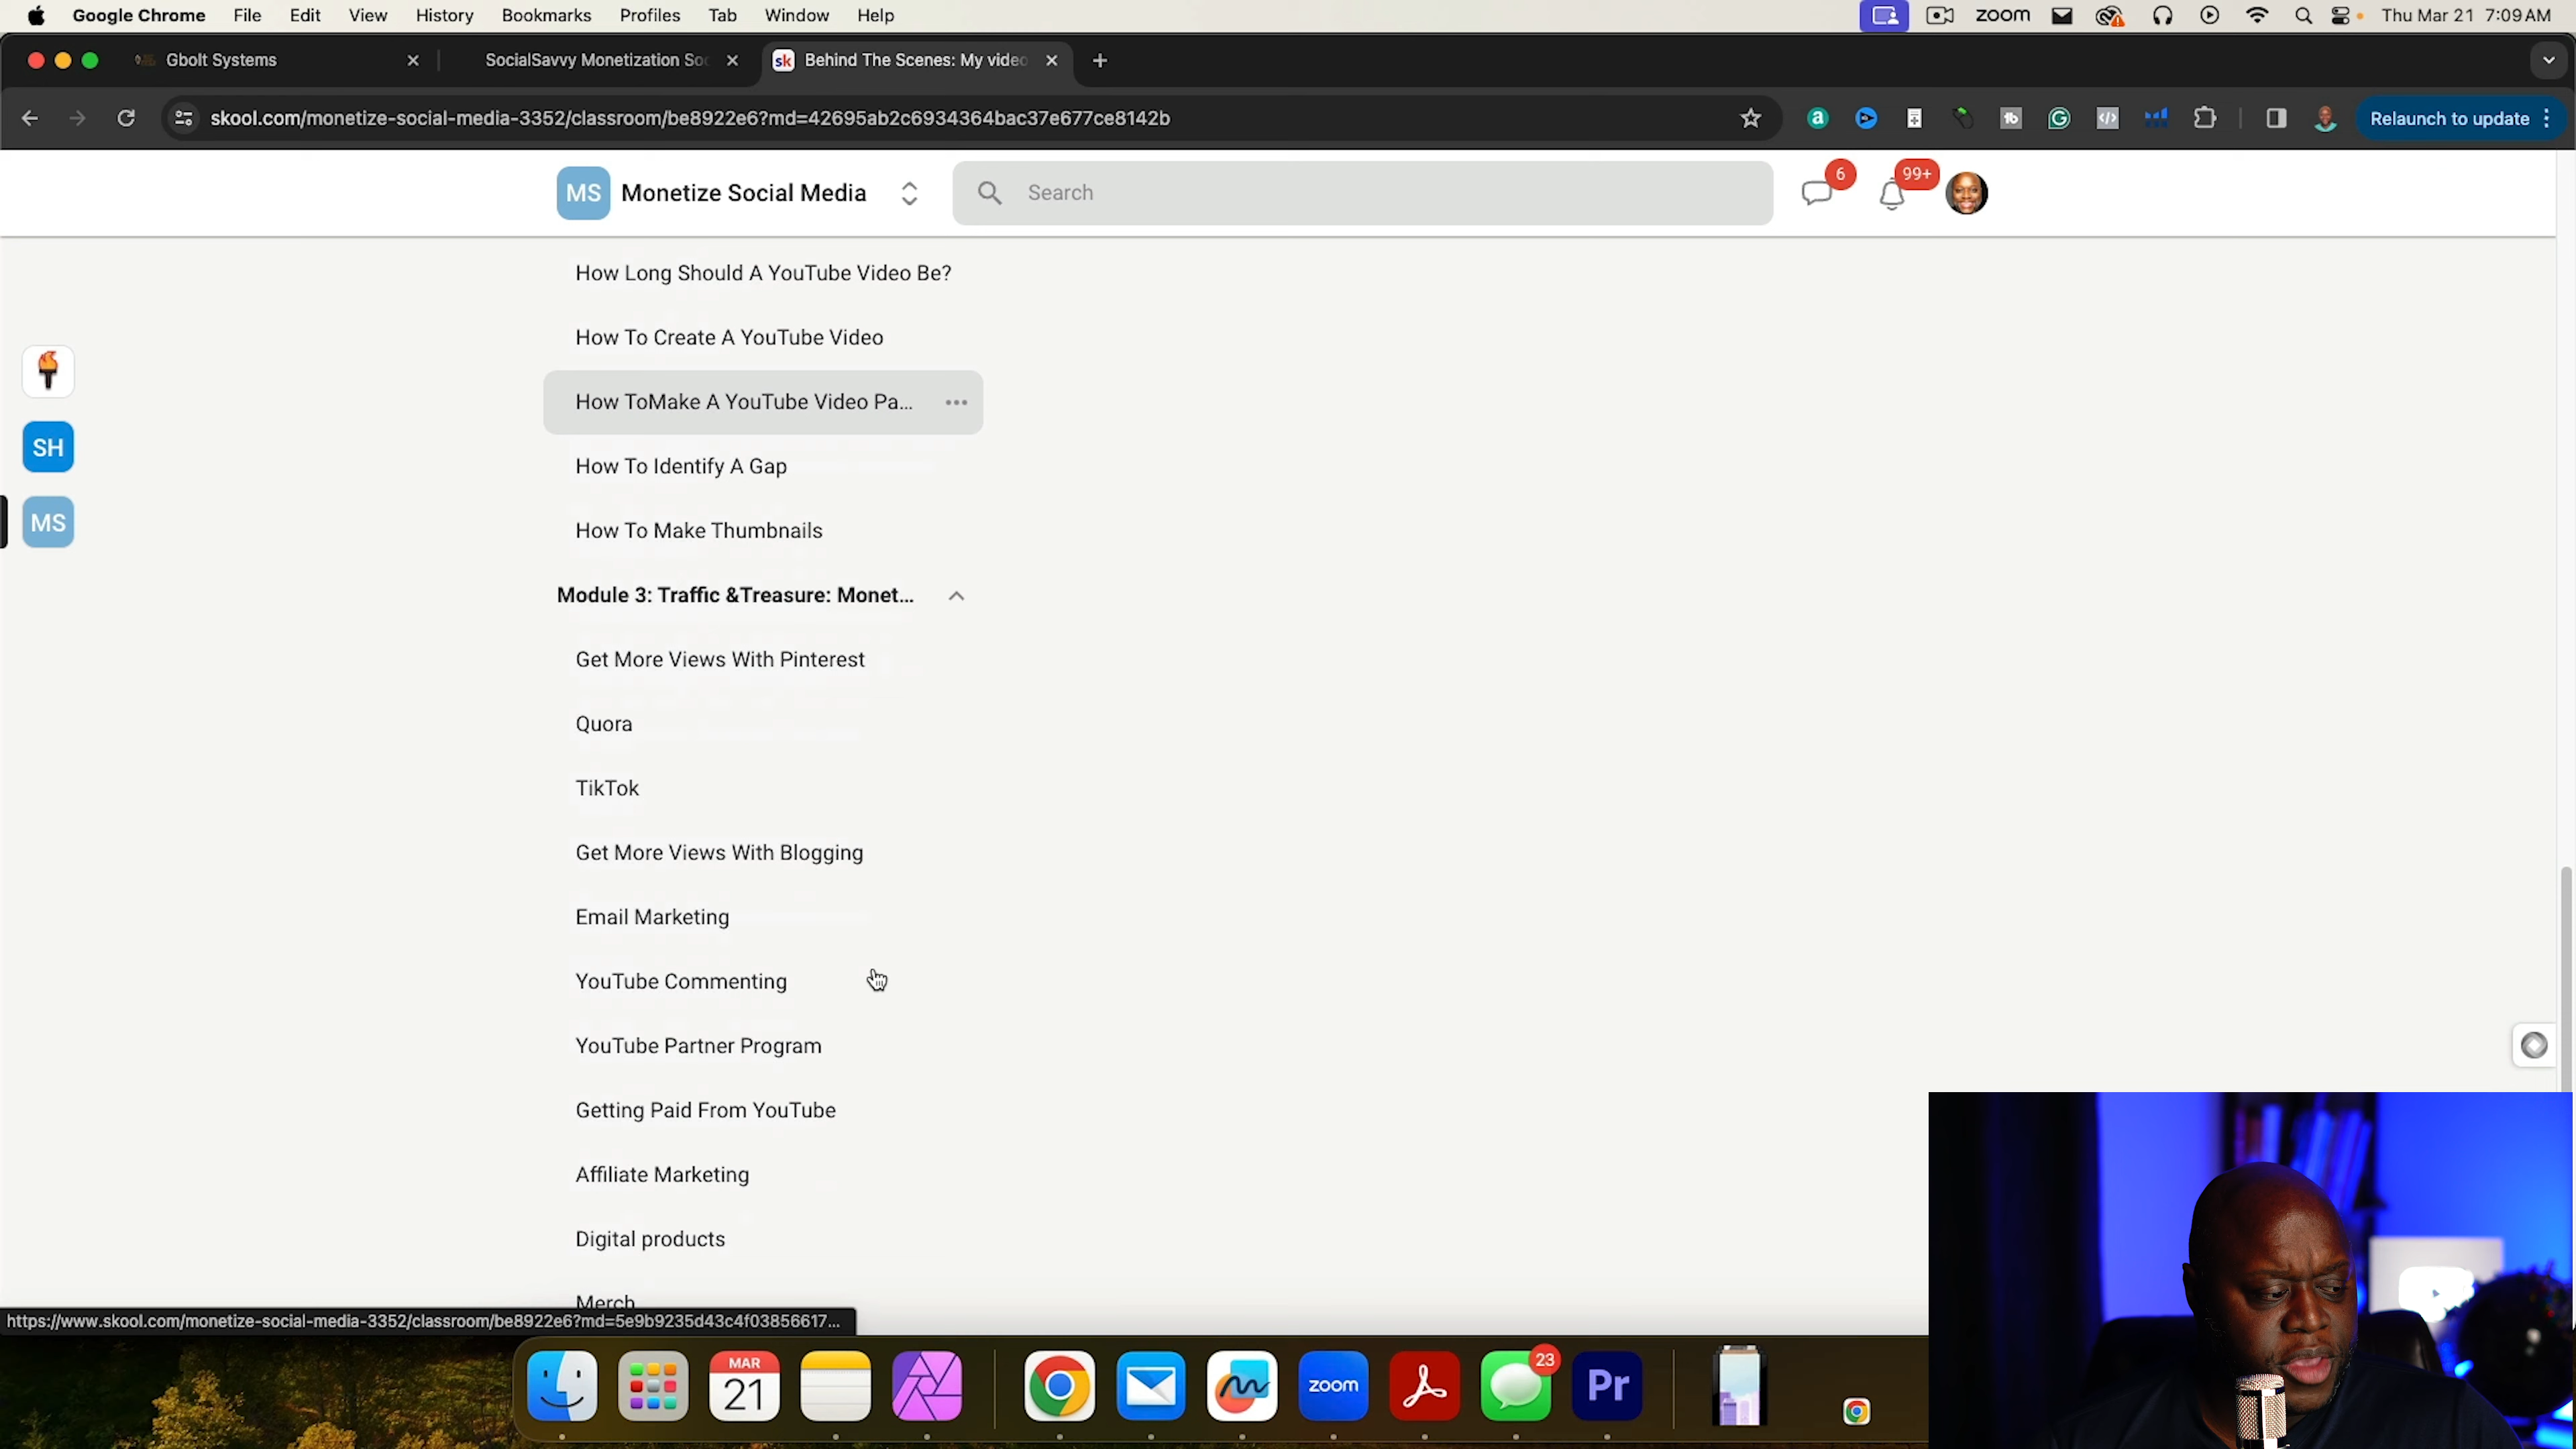 Google Chrome File Edit View History Bookmarks Profiles Tab Window Help zoom Thu Mar 21 7:09 AM
Gbolt Systems SocialSavvy Monetization Soc sk Behind The Scenes: My video
skool.com/monetize-social-media-3352/classroom/be8922e6?md=42695ab2c6934364bac37e677ce8142b Relaunch to update
MS Monetize Social Media Search 6 99+
How Long Should A YouTube Video Be?
How To Create A YouTube Video
How ToMake A YouTube Video Pa...
SH
How To Identify A Gap
MS
How To Make Thumbnails
Module 3: Traffic &Treasure: Monet...
Get More Views With Pinterest
Quora
TikTok
Get More Views With Blogging
Email Marketing
YouTube Commenting
YouTube Partner Program
Getting Paid From YouTube
Affiliate Marketing
Digital products
Merch
https://www.skool.com/monetize-social-media-3352/classroom/be8922e6?md=5e9b9235d43c4f03856617...
MAR
21
zoom
23
Pr